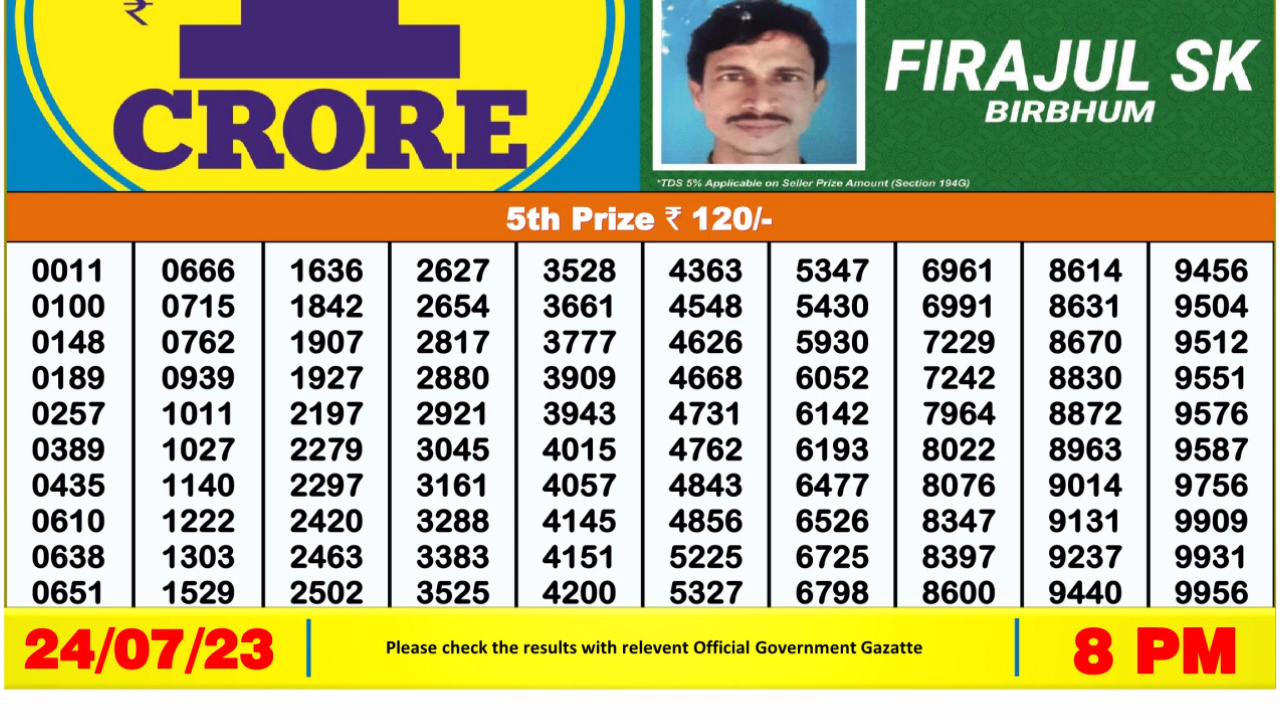 ₹
CRORE
FIRAJUL SK
BIRBHUM
*TDS 5% Applicable on Seller Prize Amount (Section 194G)
5th Prize ₹ 120/-
0011 0666 1636 2627 3528 4363 5347 6961 8614 9456
0100 0715 1842 2654 3661 4548 5430 6991 8631 9504
0148 0762 1907 2817 3777 4626 5930 7229 8670 9512
0189 0939 1927 2880 3909 4668 6052 7242 8830 9551
0257 1011 2197 2921 3943 4731 6142 7964 8872 9576
0389 1027 2279 3045 4015 4762 6193 8022 8963 9587
0435 1140 2297 3161 4057 4843 6477 8076 9014 9756
0610 1222 2420 3288 4145 4856 6526 8347 9131 9909
0638 1303 2463 3383 4151 5225 6725 8397 9237 9931
0651 1529 2502 3525 4200 5327 6798 8600 9440 9956
24/07/23 Please check the results with relevent Official Government Gazatte 8 PM